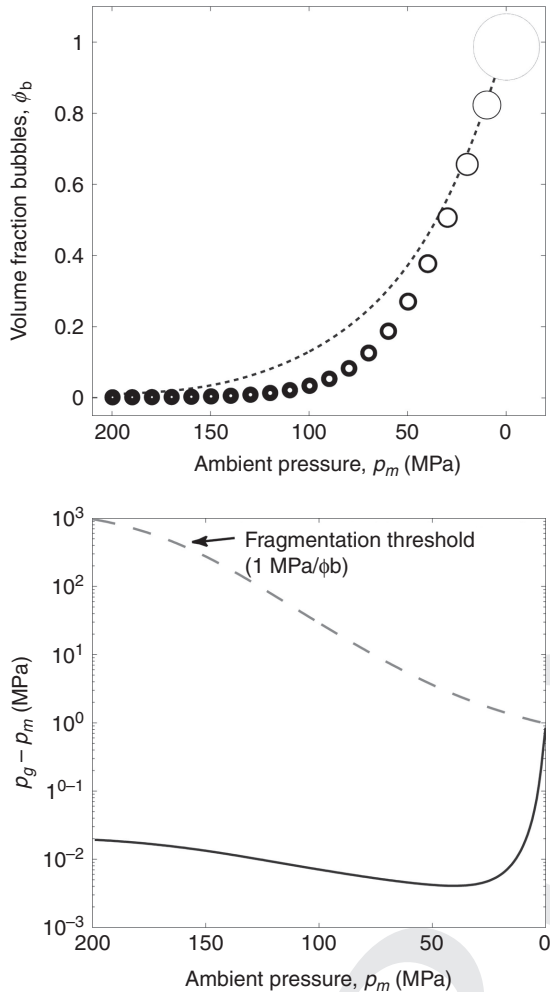 1
0.8
0.6
0.4
0.2
0
Volume fraction bubbles, ϕb
200 150 100 50 0
Ambient pressure, pm (MPa)
10³
10²
10¹
10⁰
10⁰⁻¹
10⁻²
10⁻³
pg – pm (MPa)
Fragmentation threshold
(1 MPa/ϕb)
200 150 100 50 0
Ambient pressure, pm (MPa)